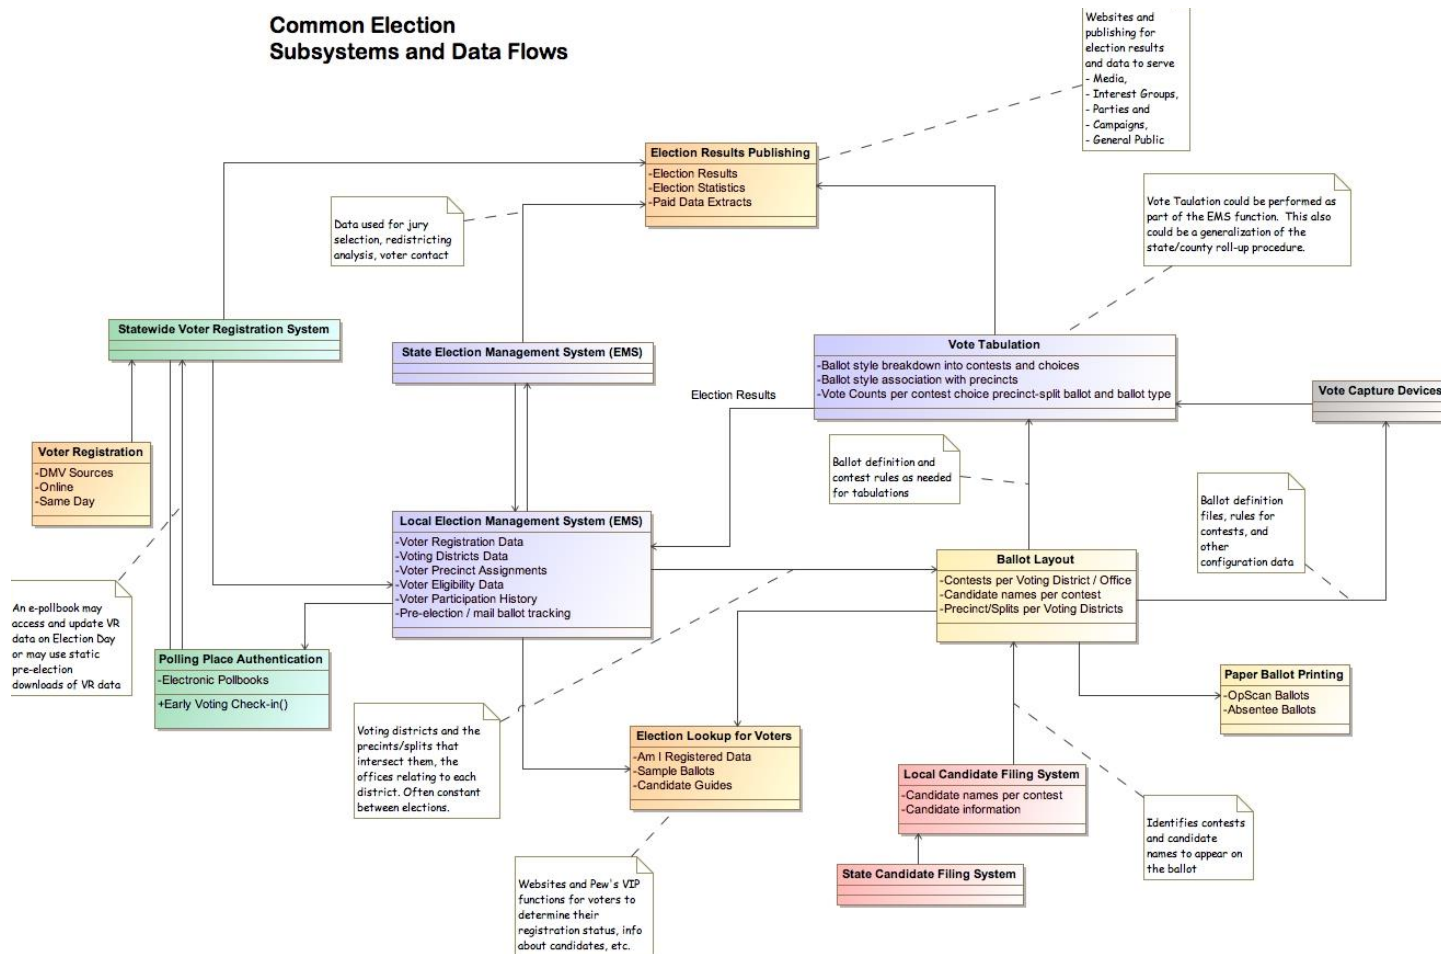 Common Election
Subsystems and Data Flows
Websites and
publishing for
election results
and data to serve
- Media,
- Interest Groups,
- Parties and
- Campaigns,
- General Public
Election Results Publishing
-Election Results
-Election Statistics
-Paid Data Extracts
Data used for jury
selection, redistricting
analysis, voter contact
Vote Taulation could be performed as
part of the EMS function. This also
could be a generalization of the
state/county roll-up procedure.
Statewide Voter Registration System
State Election Management System (EMS)
Vote Tabulation
-Ballot style breakdown into contests and choices
-Ballot style association with precincts
-Vote Counts per contest choice precinct-split ballot and ballot type
Vote Capture Devices
Election Results
Voter Registration
-DMV Sources
-Online
-Same Day
Ballot definition and
contest rules as needed
for tabulations
Ballot definition
files, rules for
contests, and
other
configuration data
Local Election Management System (EMS)
-Voter Registration Data
-Voting Districts Data
-Voter Precinct Assignments
-Voter Eligibility Data
-Voter Participation History
-Pre-election / mail ballot tracking
Ballot Layout
-Contests per Voting District / Office
-Candidate names per contest
-Precinct/Splits per Voting Districts
An e-pollbook may
access and update VR
data on Election Day
or may use static
pre-election
downloads of VR data
Polling Place Authentication
-Electronic Pollbooks
+Early Voting Check-in()
Paper Ballot Printing
-OpScan Ballots
-Absentee Ballots
Voting districts and the
precints/splits that
intersect them, the
offices relating to each
district. Often constant
between elections.
Election Lookup for Voters
-Am I Registered Data
-Sample Ballots
-Candidate Guides
Local Candidate Filing System
-Candidate names per contest
-Candidate information
Identifies contests
and candidate
names to appear on
the ballot
State Candidate Filing System
Websites and Pew's VIP
functions for voters to
determine their
registration status, info
about candidates, etc.